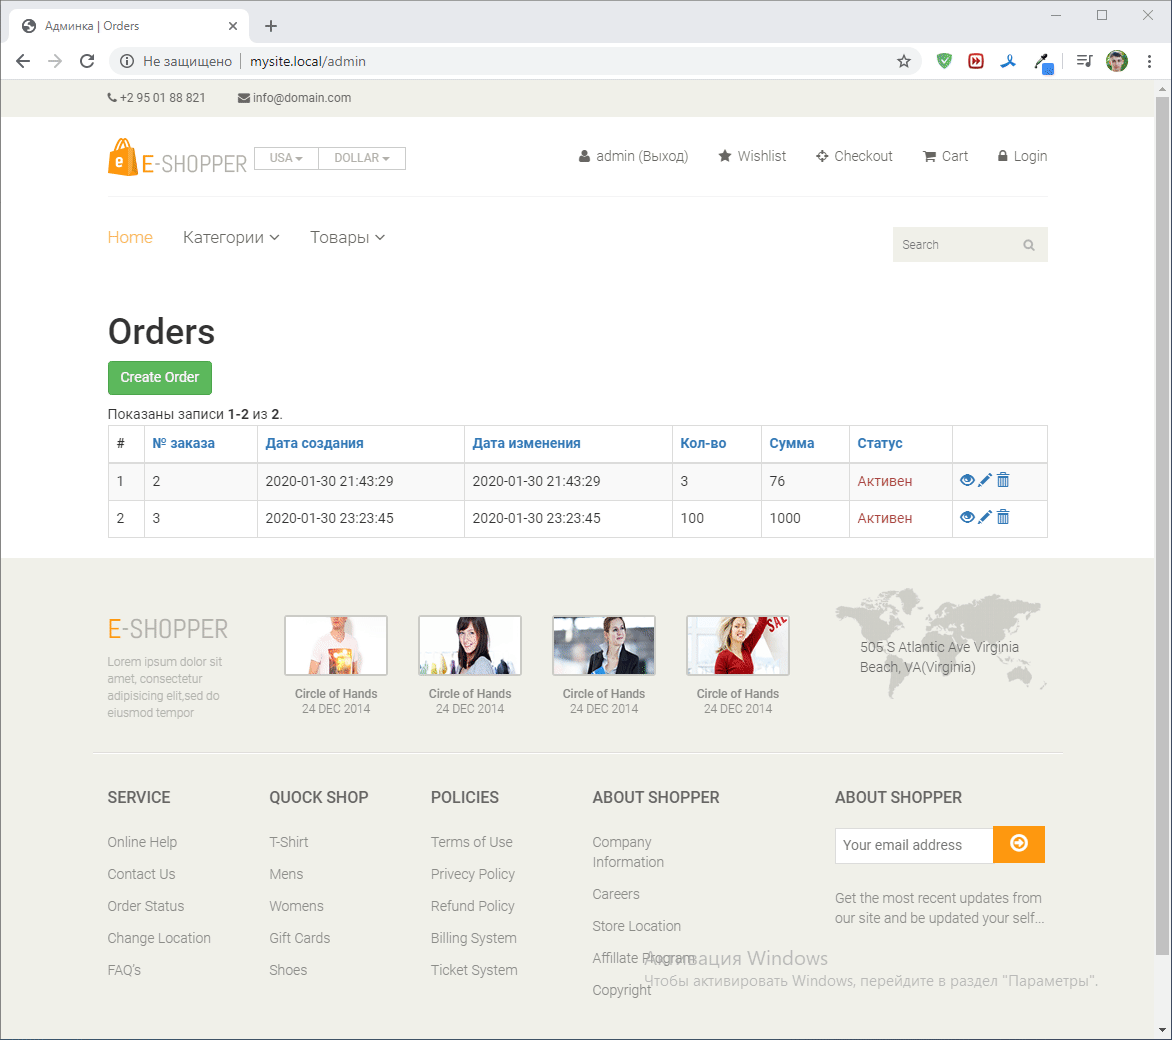 Админка | Orders
Не защищено | mysite.local/admin
+2 95 01 88 821 info@domain.com
E-SHOPPER USA DOLLAR admin (Выход) Wishlist Checkout Cart Login
Home Категории Товары Search
Orders
Create Order
Показаны записи 1-2 из 2.
# № заказа Дата создания Дата изменения Кол-во Сумма Статус
1 2 2020-01-30 21:43:29 2020-01-30 21:43:29 3 76 Активен
2 3 2020-01-30 23:23:45 2020-01-30 23:23:45 100 1000 Активен
E-SHOPPER
Lorem ipsum dolor sit
amet, consectetur
adipisicing elit,sed do
eiusmod tempor
SALE
Circle of Hands Circle of Hands Circle of Hands Circle of Hands
24 DEC 2014 24 DEC 2014 24 DEC 2014 24 DEC 2014
505 S Atlantic Ave Virginia
Beach, VA(Virginia)
SERVICE
Online Help
Contact Us
Order Status
Change Location
FAQ's
QUOCK SHOP
T-Shirt
Mens
Womens
Gift Cards
Shoes
POLICIES
Terms of Use
Privecy Policy
Refund Policy
Billing System
Ticket System
ABOUT SHOPPER
Company
Information
Careers
Store Location
Affillate Program
Copyright
ABOUT SHOPPER
Your email address
Get the most recent updates from
our site and be updated your self...
Активация Windows
Чтобы активировать Windows, перейдите в раздел "Параметры".